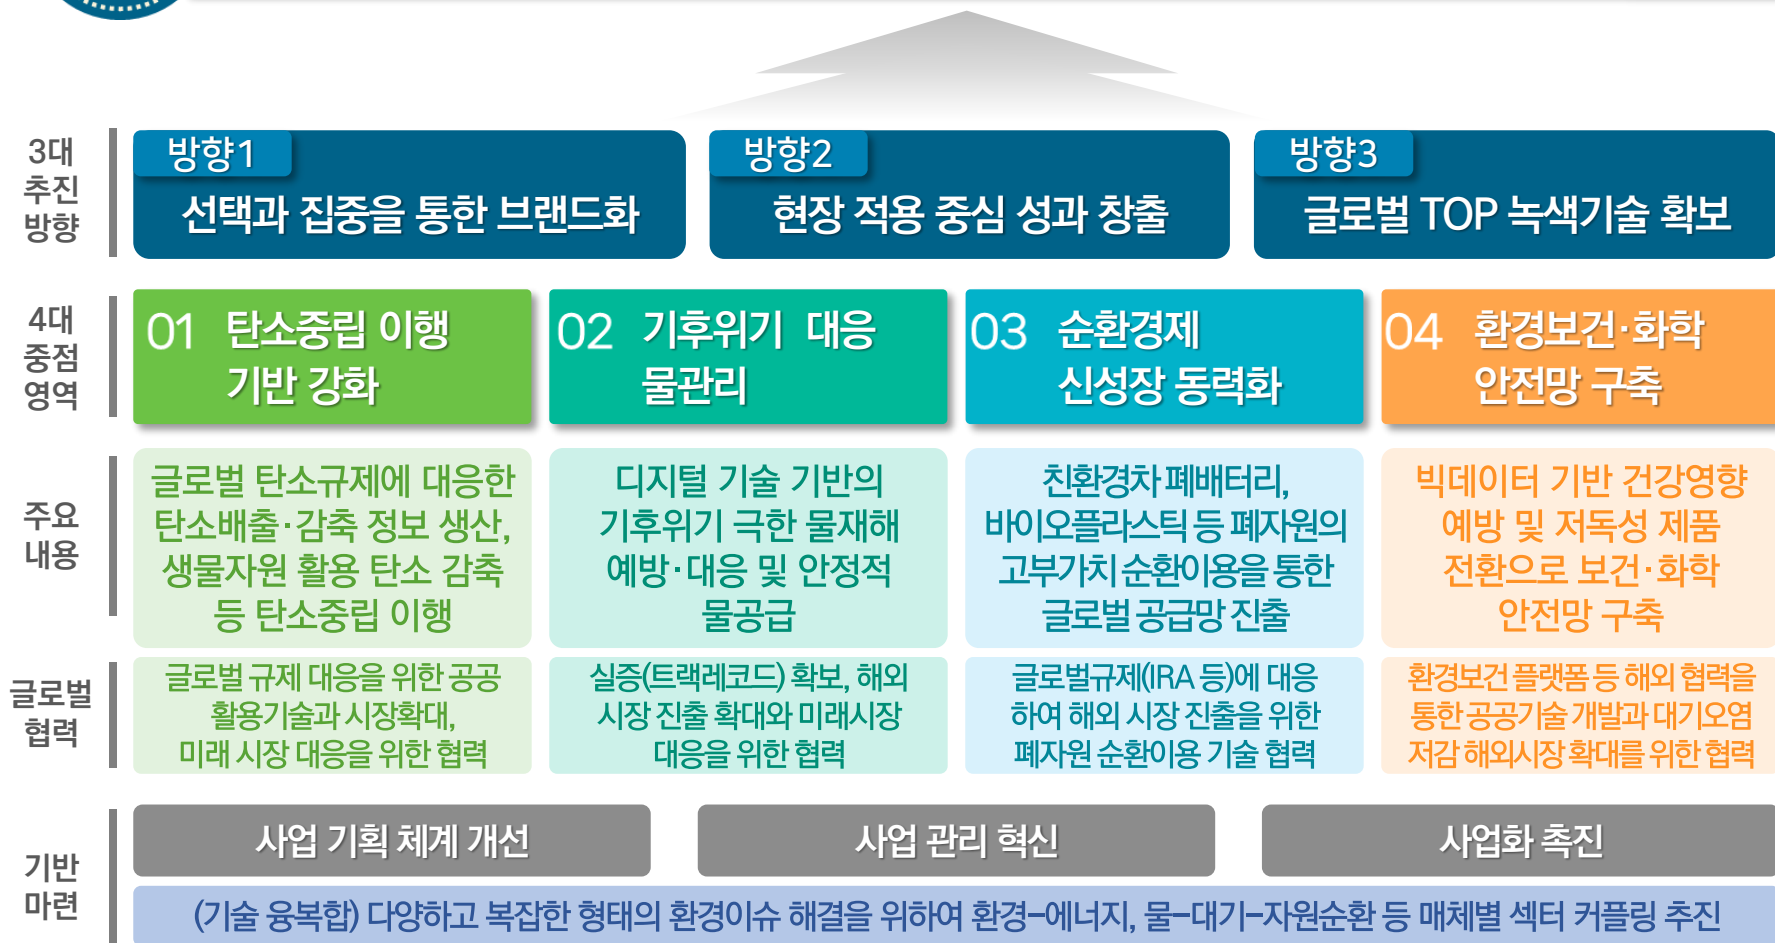 3대
추진
방향
방향1
선택과 집중을 통한 브랜드화
방향2
현장 적용 중심 성과 창출
방향3
글로벌 TOP 녹색기술 확보
4대
중점
영역
01 탄소중립 이행
기반 강화
02 기후위기 대응
물관리
03 순환경제
신성장 동력화
04 환경보건·화학
안전망 구축
주요
내용
글로벌 탄소규제에 대응한
탄소배출·감축 정보 생산,
생물자원 활용 탄소 감축
등 탄소중립 이행
디지털 기술 기반의
기후위기 극한 물재해
예방·대응 및 안정적
물공급
친환경차 폐배터리,
바이오플라스틱 등 폐자원의
고부가치 순환이용을 통한
글로벌 공급망 진출
빅데이터 기반 건강영향
예방 및 저독성 제품
전환으로 보건·화학
안전망 구축
글로벌
협력
글로벌 규제 대응을 위한 공공
활용기술과 시장확대,
미래 시장 대응을 위한 협력
실증(트랙레코드) 확보, 해외
시장 진출 확대와 미래시장
대응을 위한 협력
글로벌규제(IRA 등)에 대응
하여 해외 시장 진출을 위한
폐자원 순환이용 기술 협력
환경보건 플랫폼 등 해외 협력을
통한 공공기술 개발과 대기오염
저감 해외시장 확대를 위한 협력
기반
마련
사업 기획 체계 개선
사업 관리 혁신
사업화 촉진
(기술 융복합) 다양하고 복잡한 형태의 환경이슈 해결을 위하여 환경-에너지, 물-대기-자원순환 등 매체별 섹터 커플링 추진